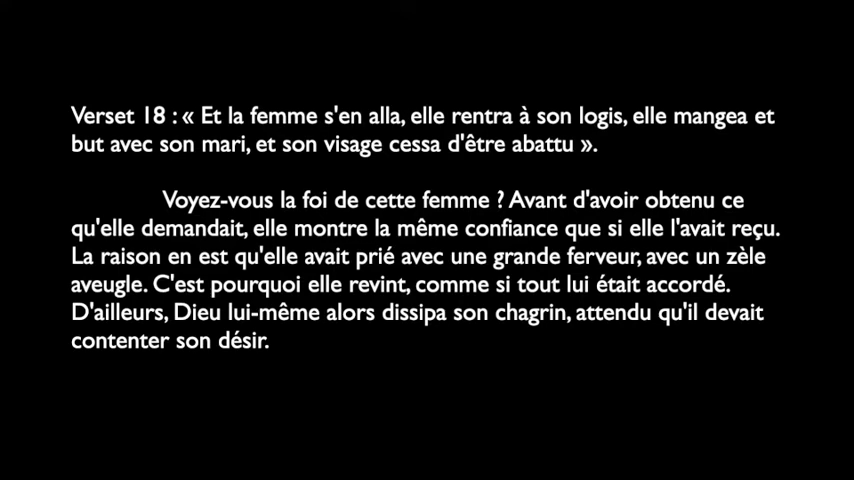 Verset 18 : « Et la femme s'en alla, elle rentra à son logis, elle mangea et
but avec son mari, et son visage cessa d'être abattu ».
Voyez-vous la foi de cette femme ? Avant d'avoir obtenu ce
qu'elle demandait, elle montre la même confiance que si elle l'avait reçu.
La raison en est qu'elle avait prié avec une grande ferveur, avec un zèle
aveugle. C'est pourquoi elle revint, comme si tout lui était accordé.
D'ailleurs, Dieu lui-même alors dissipa son chagrin, attendu qu'il devait
contenter son désir.